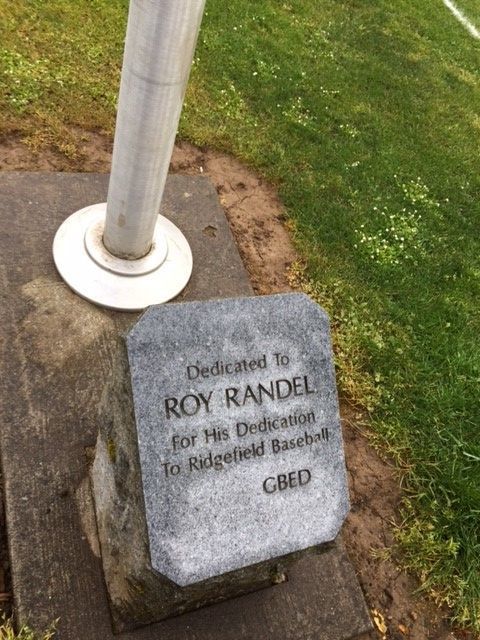 Dedicated To
ROY RANDEL
For His Dedication
To Ridgefield Baseball
GBED